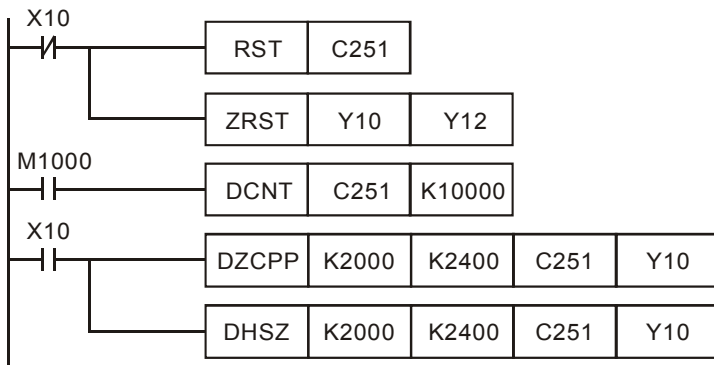 X10
RST C251
ZRST Y10 Y12
M1000
DCNT C251 K10000
X10
DZCPP K2000 K2400 C251 Y10
DHSZ K2000 K2400 C251 Y10